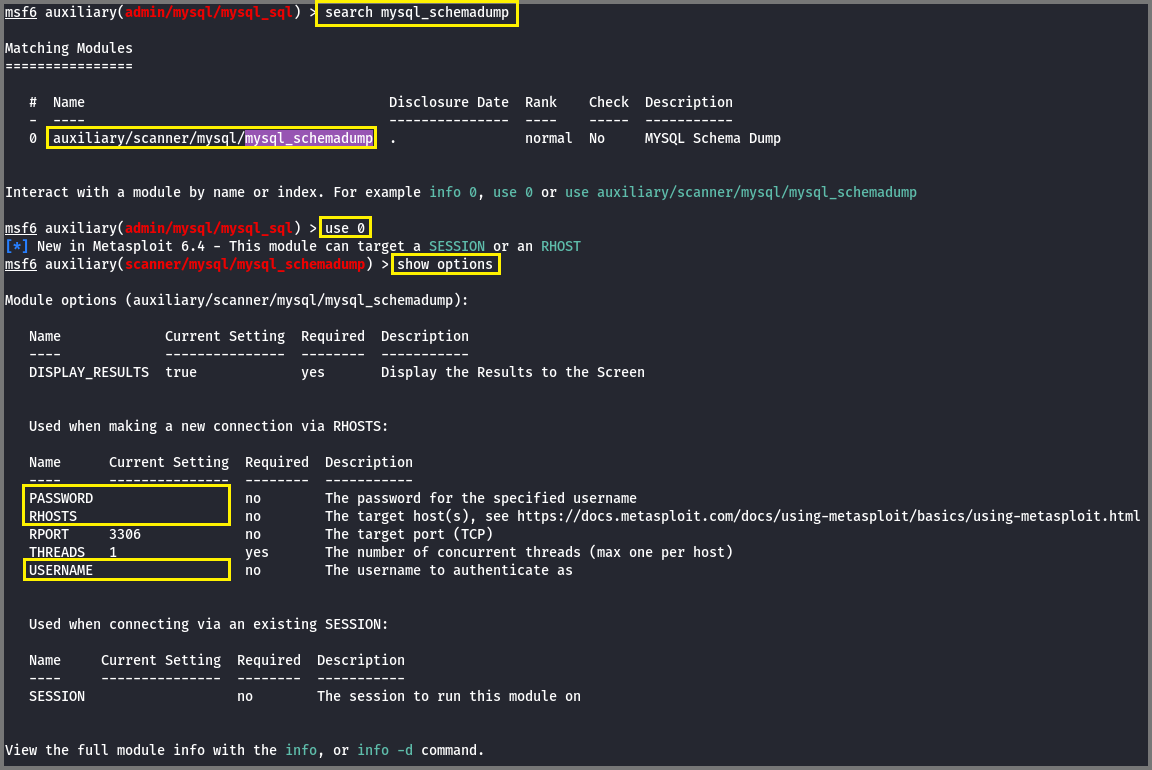 msf6 auxiliary(admin/mysql/mysql_sql) > search mysql_schemadump
Matching Modules
================
#  Name                                      Disclosure Date  Rank    Check  Description
-  ----                                      ---------------  ----    -----  -----------
0  auxiliary/scanner/mysql/mysql_schemadump  .                normal  No     MYSQL Schema Dump
Interact with a module by name or index. For example info 0, use 0 or use auxiliary/scanner/mysql/mysql_schemadump
msf6 auxiliary(admin/mysql/mysql_sql) > use 0
[*] New in Metasploit 6.4 - This module can target a SESSION or an RHOST
msf6 auxiliary(scanner/mysql/mysql_schemadump) > show options
Module options (auxiliary/scanner/mysql/mysql_schemadump):
Name             Current Setting  Required  Description
----             ---------------  --------  -----------
DISPLAY_RESULTS  true             yes       Display the Results to the Screen
Used when making a new connection via RHOSTS:
Name      Current Setting  Required  Description
----      ---------------  --------  -----------
PASSWORD                   no        The password for the specified username
RHOSTS                     no        The target host(s), see https://docs.metasploit.com/docs/using-metasploit/basics/using-metasploit.html
RPORT     3306             no        The target port (TCP)
THREADS   1                yes       The number of concurrent threads (max one per host)
USERNAME                   no        The username to authenticate as
Used when connecting via an existing SESSION:
Name     Current Setting  Required  Description
----     ---------------  --------  -----------
SESSION                   no        The session to run this module on
View the full module info with the info, or info -d command.